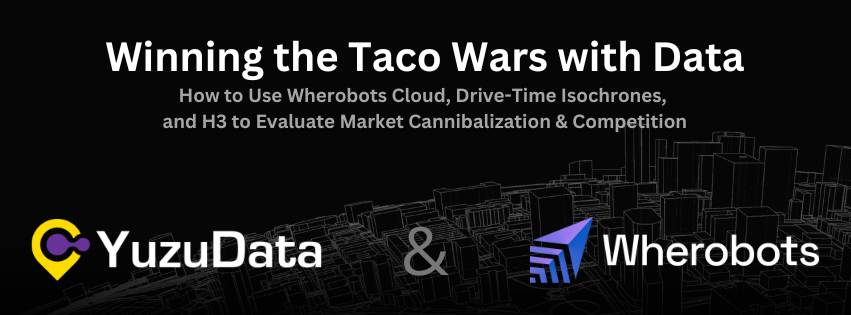 Winning the Taco Wars with Data
How to Use Wherobots Cloud, Drive-Time Isochrones,
and H3 to Evaluate Market Cannibalization & Competition
YuzuData & Wherobots